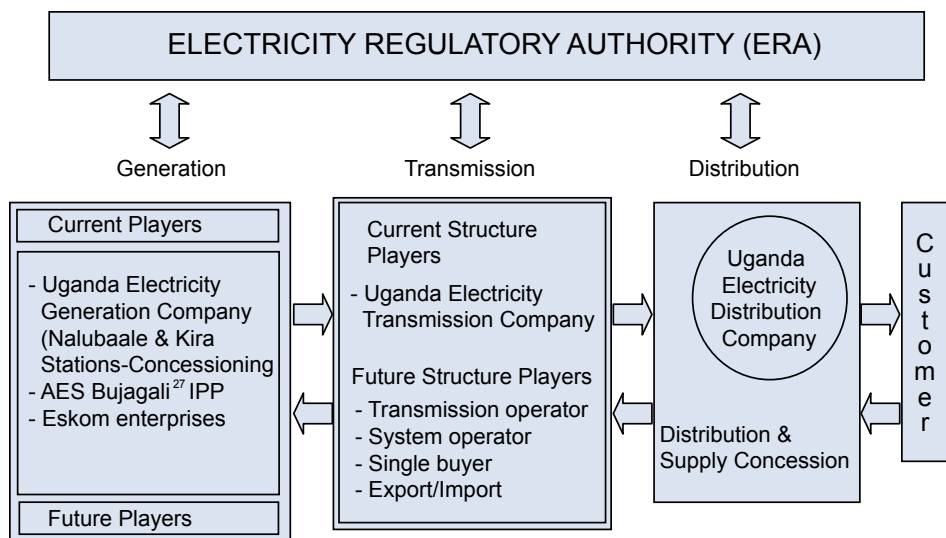 ELECTRICITY REGULATORY AUTHORITY (ERA)
Generation
Transmission
Distribution
Current Players
- Uganda Electricity
Generation Company
(Nalubaale & Kira
Stations-Concessioning
- AES Bujagali27 IPP
- Eskom enterprises
Future Players
Current Structure
Players
- Uganda Electricity
Transmission Company
Future Structure Players
- Transmission operator
- System operator
- Single buyer
- Export/Import
Uganda
Electricity
Distribution
Company
Distribution &
Supply Concession
Customer